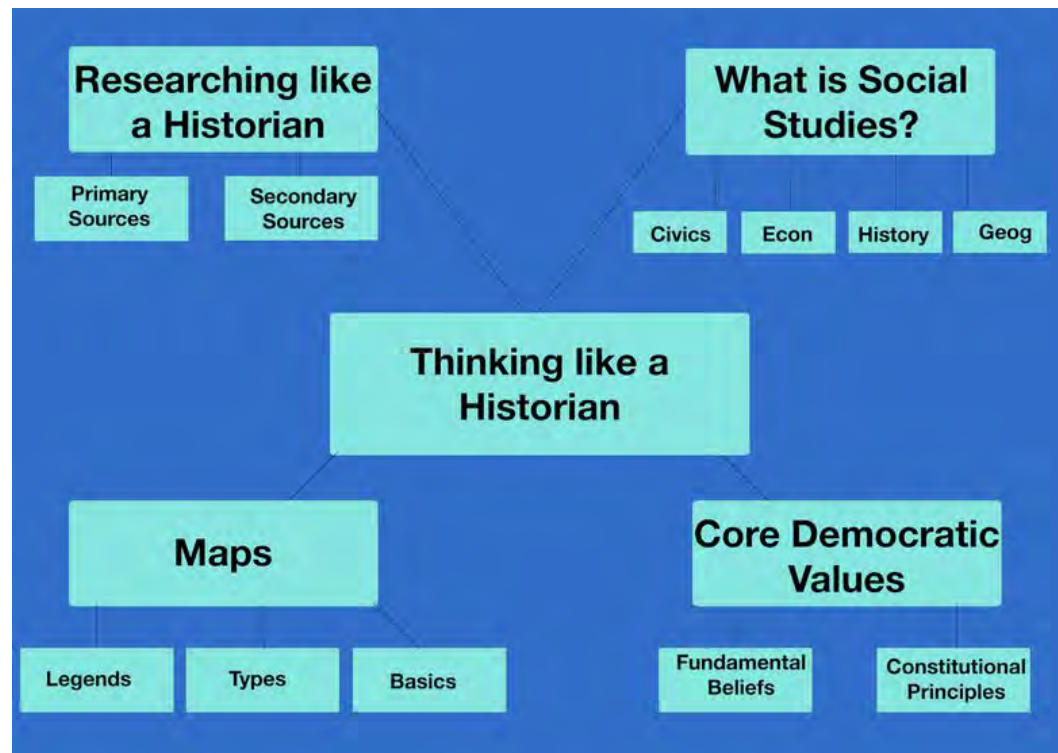 Researching like
a Historian
Primary
Sources
Secondary
Sources
What is Social
Studies?
Civics
Econ
History
Geog
Thinking like a
Historian
Maps
Legends
Types
Basics
Core Democratic
Values
Fundamental
Beliefs
Constitutional
Principles